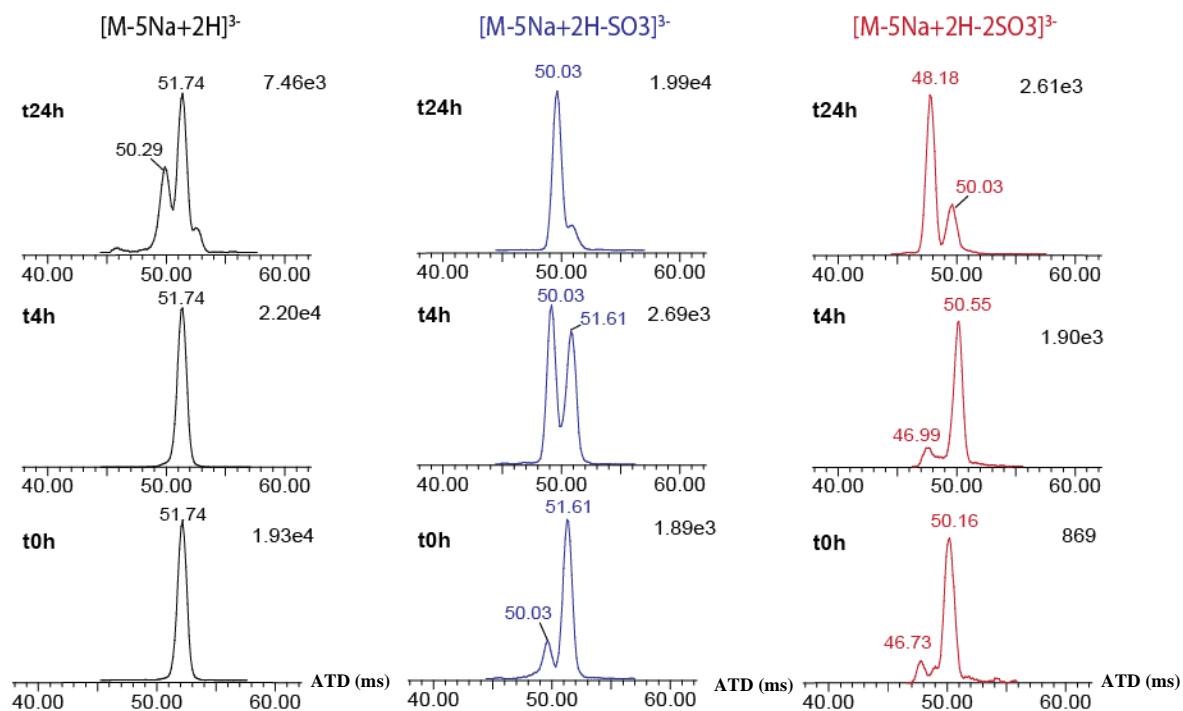 [M-5Na+2H]³⁻ [M-5Na+2H-SO3]³⁻ [M-5Na+2H-2SO3]³⁻
t24h 50.29 51.74 7.46e3
40.00 50.00 60.00
t24h 50.03 1.99e4
40.00 50.00 60.00
t24h 48.18 50.03 2.61e3
40.00 50.00 60.00
t4h 51.74 2.20e4
40.00 50.00 60.00
t4h 50.03 51.61 2.69e3
40.00 50.00 60.00
t4h 46.99 50.55 1.90e3
40.00 50.00 60.00
t0h 51.74 1.93e4
40.00 50.00 60.00 ATD (ms)
t0h 50.03 51.61 1.89e3
40.00 50.00 60.00 ATD (ms)
t0h 46.73 50.16 869
40.00 50.00 60.00 ATD (ms)